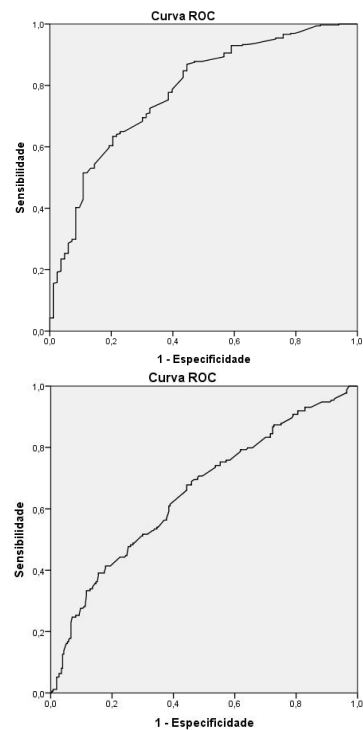 Curva ROC
1,0
0,8
0,6
0,4
0,2
0,0
Sensibilidade
0,0 0,2 0,4 0,6 0,8 1,0
1 - Especificidade
Curva ROC
1,0
0,8
0,6
0,4
0,2
0,0
Sensibilidade
0,0 0,2 0,4 0,6 0,8 1,0
1 - Especificidade